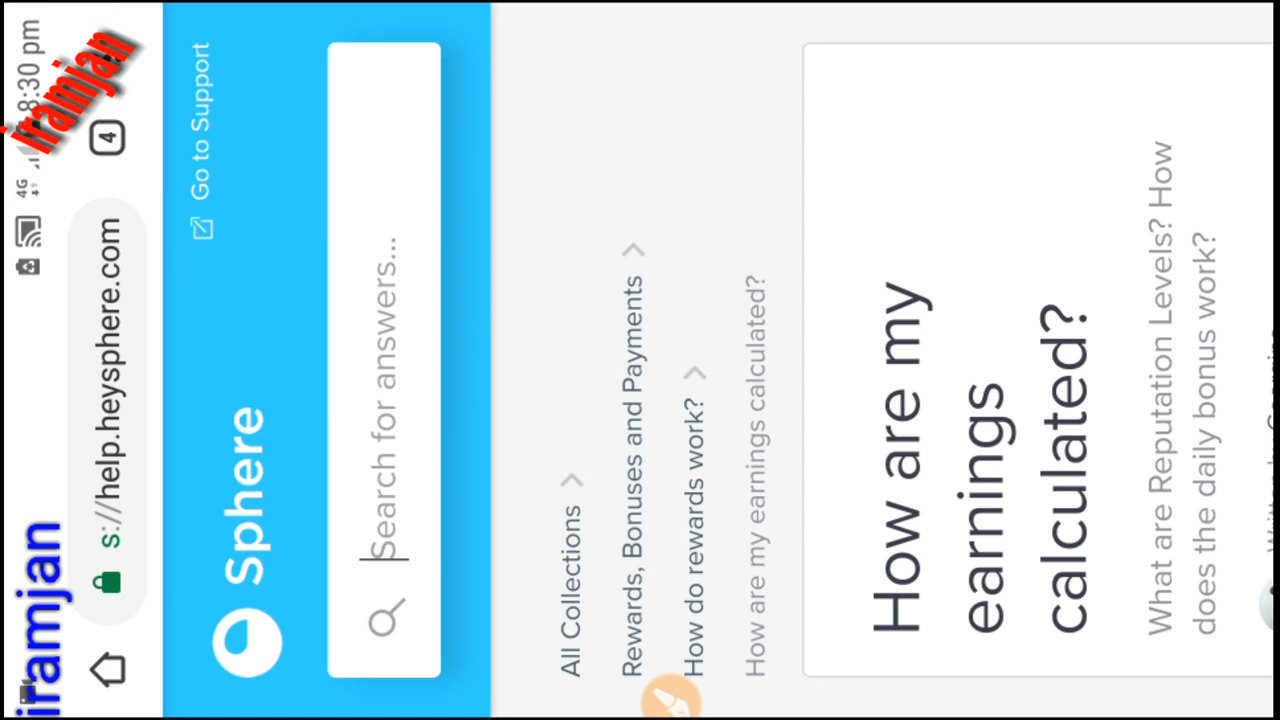 iramjan
8:30 pm
4G
iramjan
s://help.heysphere.com
4
Sphere
Go to Support
Search for answers...
All Collections
Rewards, Bonuses and Payments
How do rewards work?
How are my earnings calculated?
How are my
earnings
calculated?
What are Reputation Levels? How
does the daily bonus work?